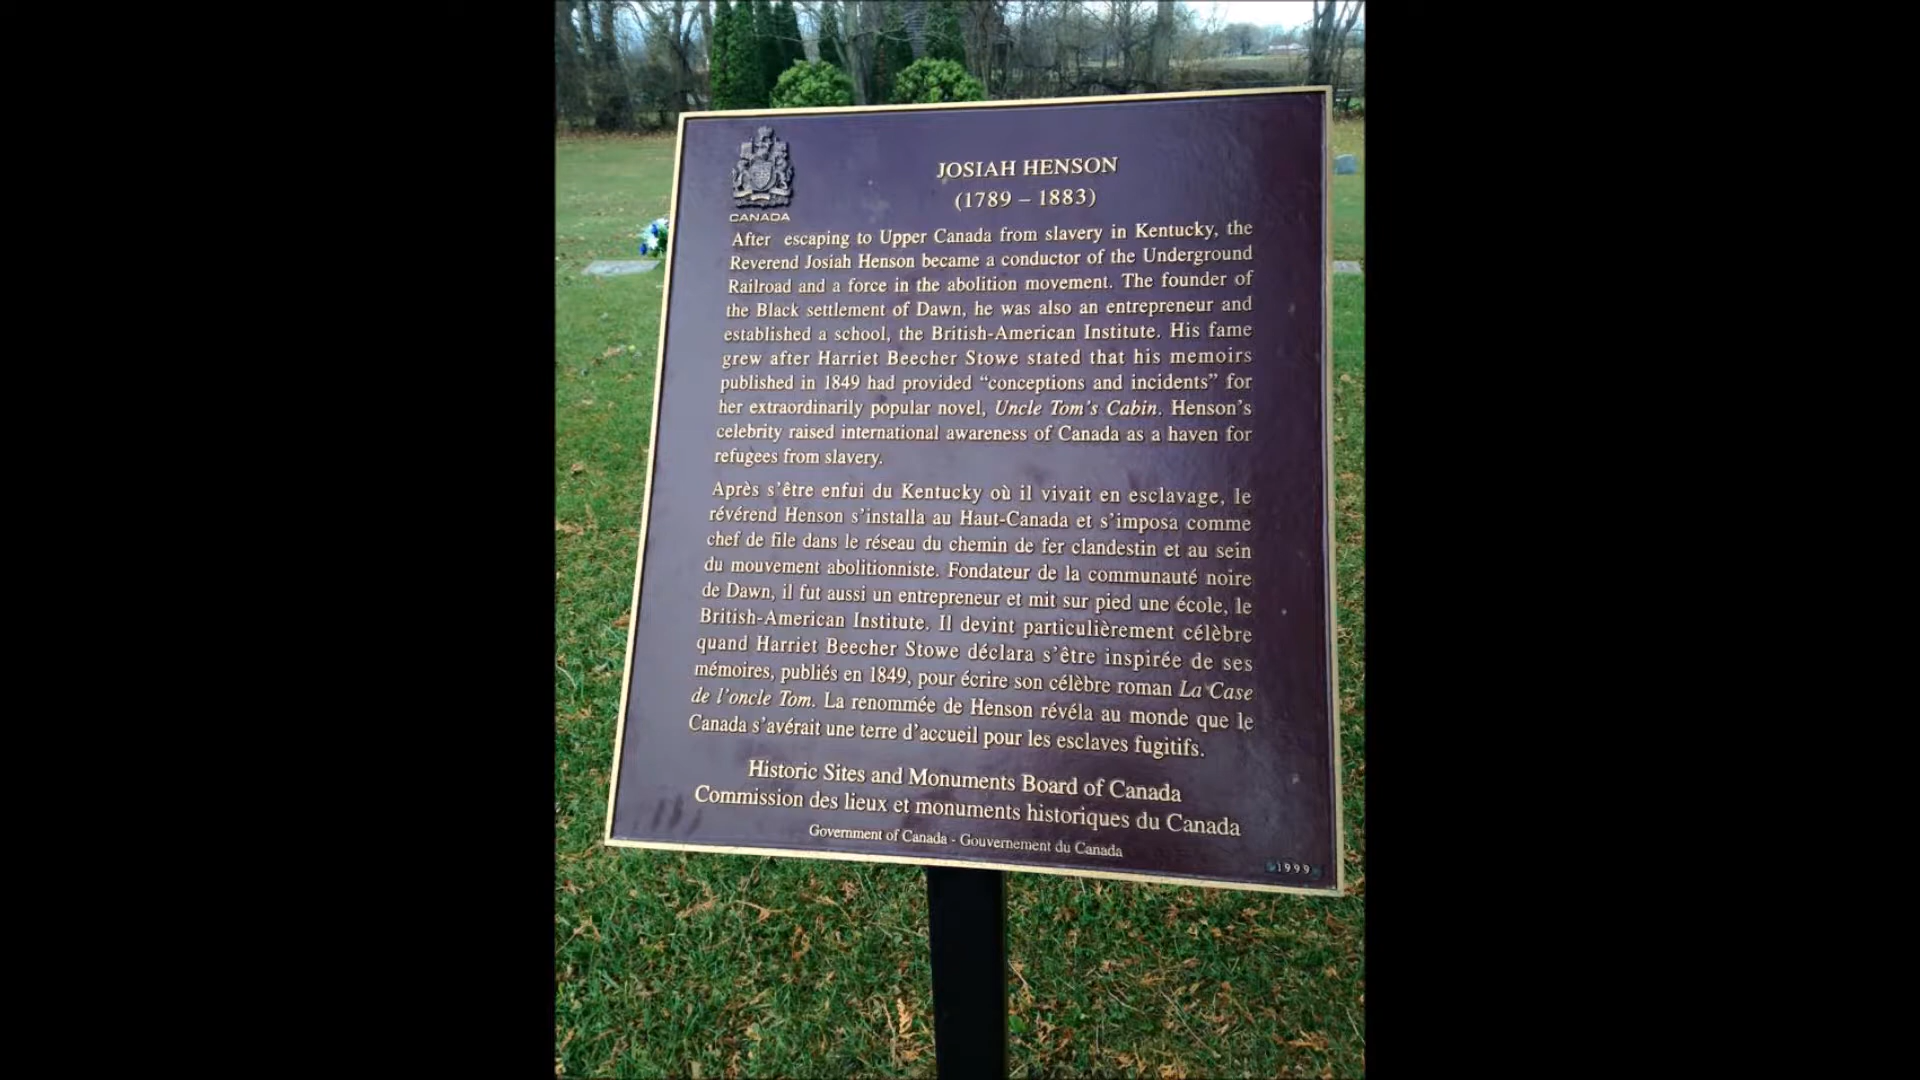 CANADA
JOSIAH HENSON
(1789 – 1883)
After escaping to Upper Canada from slavery in Kentucky, the
Reverend Josiah Henson became a conductor of the Underground
Railroad and a force in the abolition movement. The founder of
the Black settlement of Dawn, he was also an entrepreneur and
established a school, the British-American Institute. His fame
grew after Harriet Beecher Stowe stated that his memoirs
published in 1849 had provided “conceptions and incidents” for
her extraordinarily popular novel, Uncle Tom’s Cabin. Henson’s
celebrity raised international awareness of Canada as a haven for
refugees from slavery.
Après s’être enfui du Kentucky où il vivait en esclavage, le
révérend Henson s’installa au Haut-Canada et s’imposa comme
chef de file dans le réseau du chemin de fer clandestin et au sein
du mouvement abolitionniste. Fondateur de la communauté noire
de Dawn, il fut aussi un entrepreneur et mit sur pied une école, le
British-American Institute. Il devint particulièrement célèbre
quand Harriet Beecher Stowe déclara s’être inspirée de ses
mémoires, publiés en 1849, pour écrire son célèbre roman La Case
de l’oncle Tom. La renommée de Henson révéla au monde que le
Canada s’avérait une terre d’accueil pour les esclaves fugitifs.
Historic Sites and Monuments Board of Canada
Commission des lieux et monuments historiques du Canada
Government of Canada - Gouvernement du Canada
1999